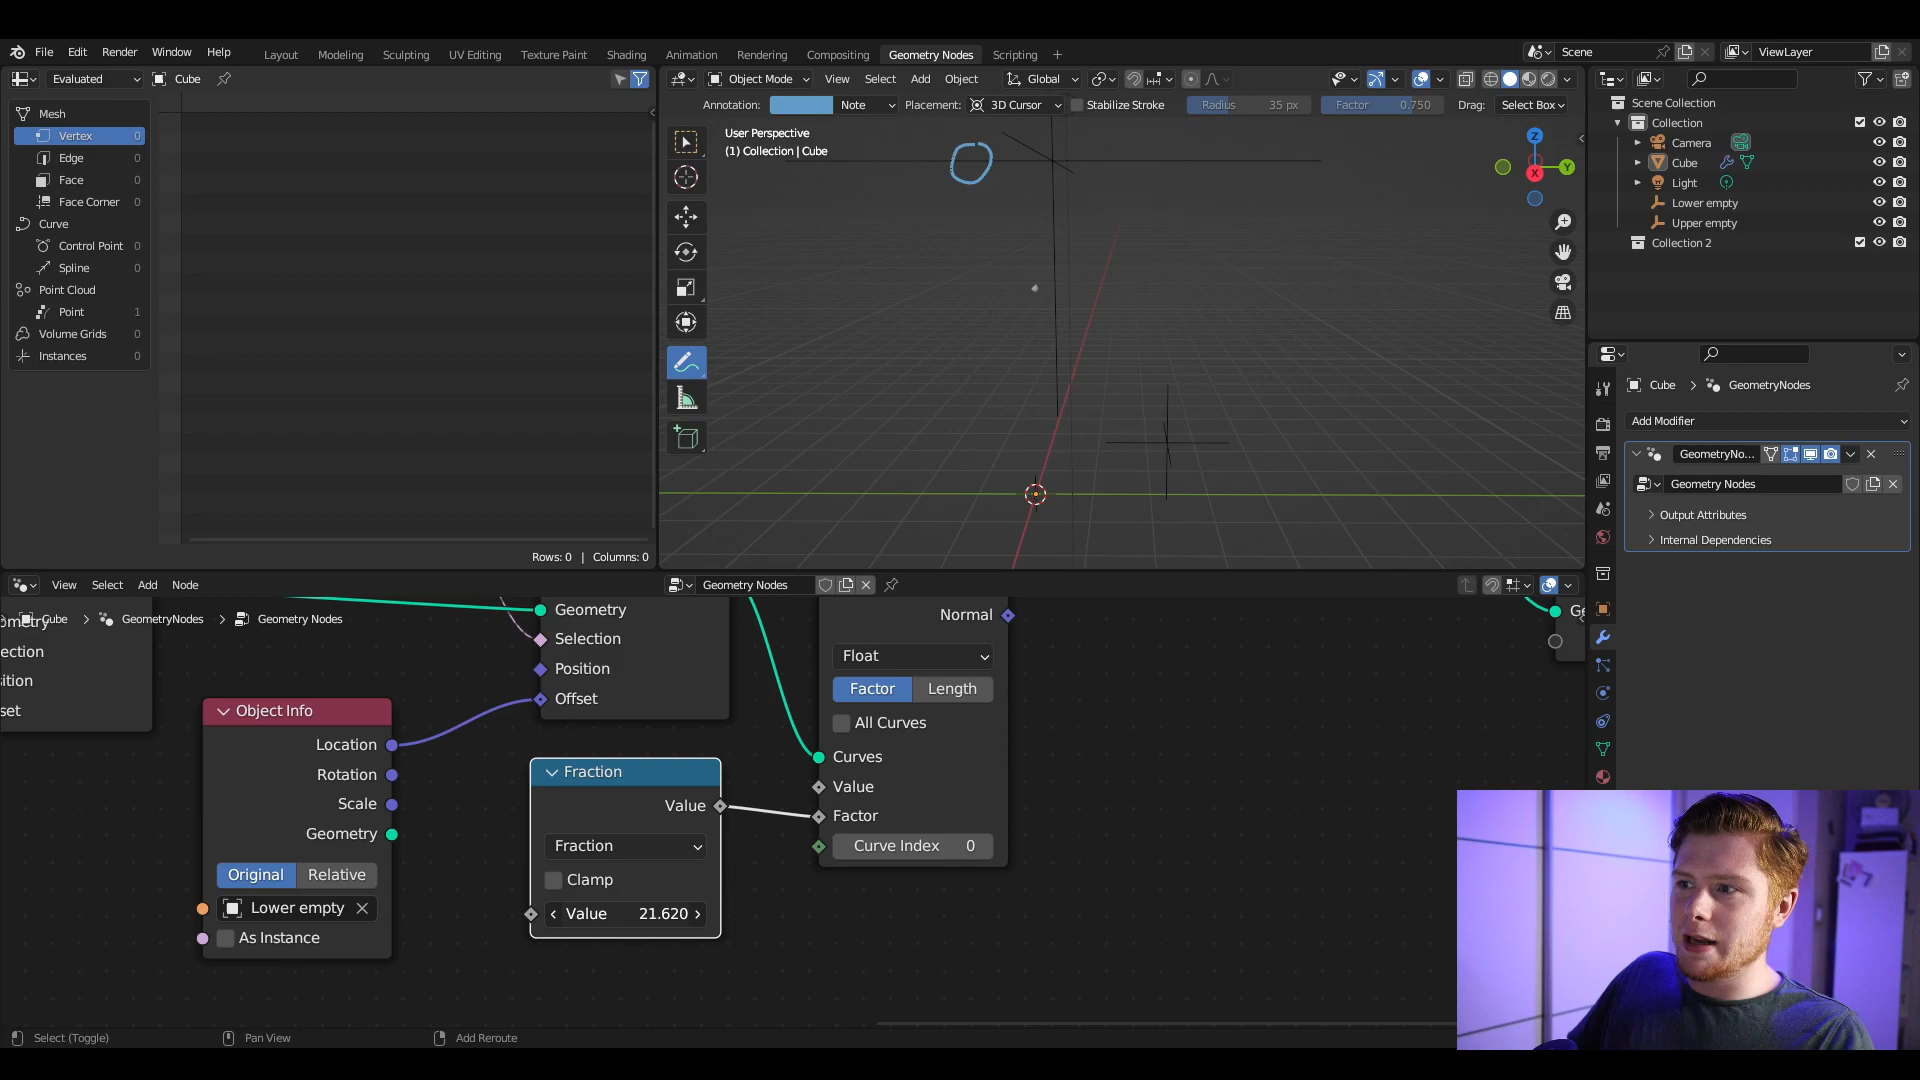 File Edit Render Window Help
Layout Modeling Sculpting UV Editing Texture Paint Shading Animation Rendering Compositing Geometry Nodes Scripting +
Scene
ViewLayer
Evaluated Cube
Mesh
Vertex 0
Edge 0
Face 0
Face Corner 0
Curve
Control Point 0
Spline 0
Point Cloud
Point 1
Volume Grids 0
Instances 0
Rows: 0 | Columns: 0
Object Mode View Select Add Object Global
Annotation: Note Placement: 3D Cursor Stabilize Stroke Radius 35 px Factor 0.750 Drag: Select Box
User Perspective
(1) Collection | Cube
Z
Y
X
Scene Collection
Collection
Camera
Cube
Light
Lower empty
Upper empty
Collection 2
Cube > GeometryNodes
Add Modifier
GeometryNo...
Geometry Nodes
Output Attributes
Internal Dependencies
View Select Add Node
Geometry Nodes
Cube > GeometryNodes > Geometry Nodes
ection
sition
set
Object Info
Location
Rotation
Scale
Geometry
Original Relative
Lower empty
As Instance
Geometry
Selection
Position
Offset
Fraction
Value
Fraction
Clamp
Value 21.620
Normal
Float
Factor Length
All Curves
Curves
Value
Factor
Curve Index 0
Ge
Select (Toggle)
Pan View
Add Reroute